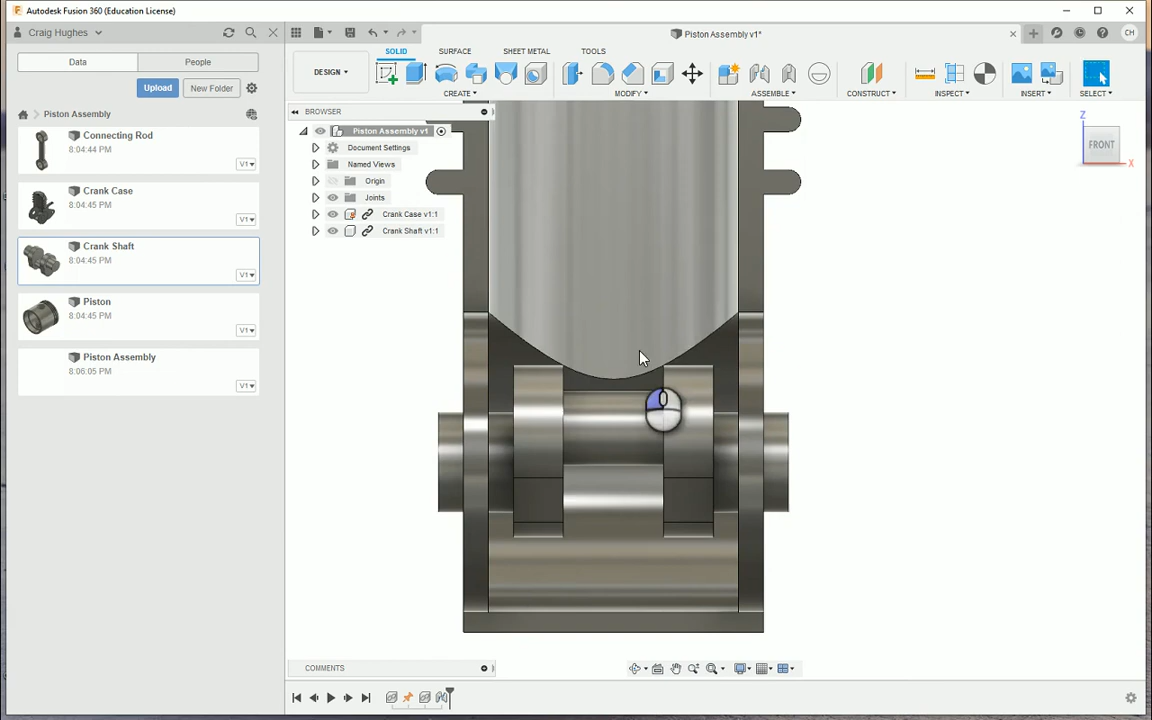 Autodesk Fusion 360 (Education License)
Craig Hughes
Piston Assembly v1*
CH
Data
People
Upload
New Folder
Piston Assembly
Connecting Rod
8:04:44 PM
V1
Crank Case
8:04:45 PM
V1
Crank Shaft
8:04:45 PM
V1
Piston
8:04:45 PM
V1
Piston Assembly
8:06:05 PM
V1
DESIGN
SOLID
SURFACE
SHEET METAL
TOOLS
CREATE
MODIFY
ASSEMBLE
CONSTRUCT
INSPECT
INSERT
SELECT
BROWSER
Piston Assembly v1
Document Settings
Named Views
Origin
Joints
Crank Case v1:1
Crank Shaft v1:1
Z
FRONT
X
COMMENTS